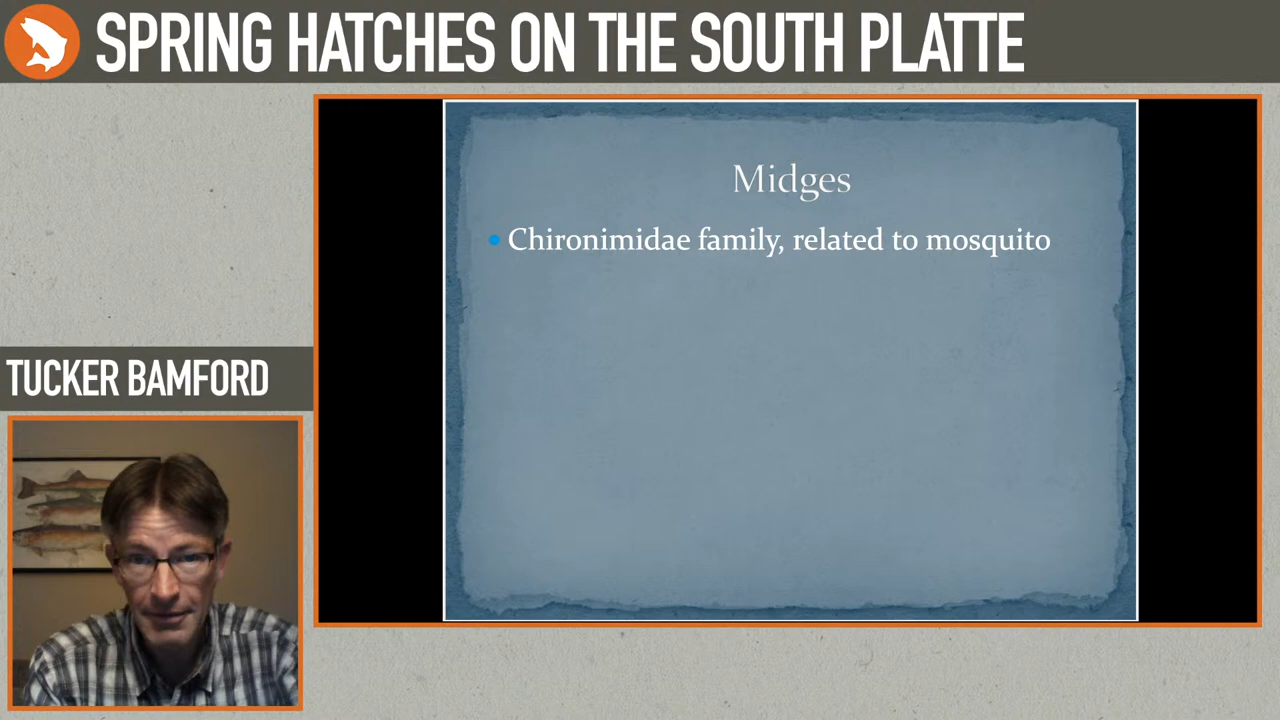 SPRING HATCHES ON THE SOUTH PLATTE
Midges
• Chironimidae family, related to mosquito
TUCKER BAMFORD